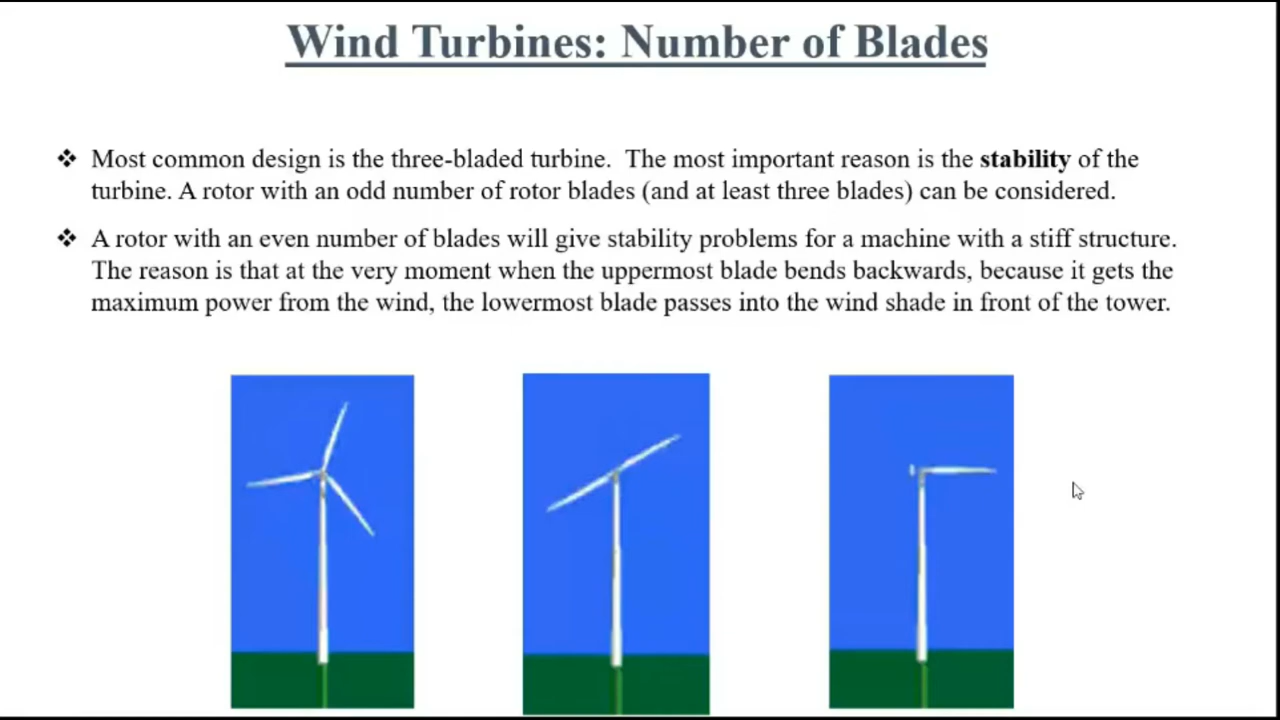 Wind Turbines: Number of Blades
❖ Most common design is the three-bladed turbine. The most important reason is the stability of the
turbine. A rotor with an odd number of rotor blades (and at least three blades) can be considered.
❖ A rotor with an even number of blades will give stability problems for a machine with a stiff structure.
The reason is that at the very moment when the uppermost blade bends backwards, because it gets the
maximum power from the wind, the lowermost blade passes into the wind shade in front of the tower.